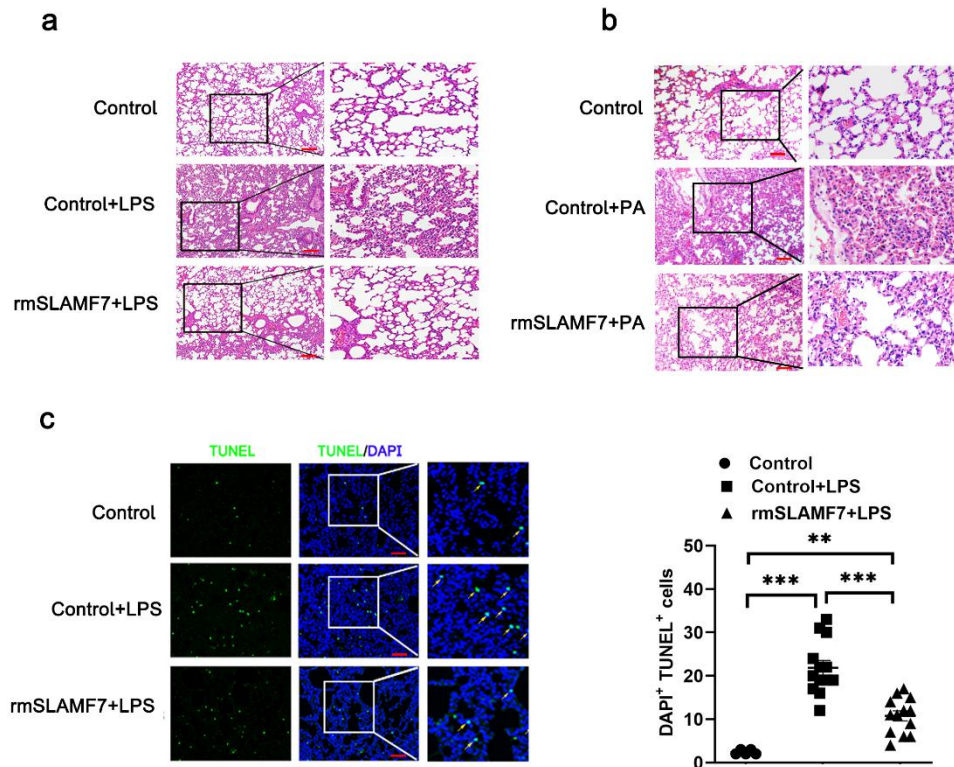 a
Control
Control+LPS
rmSLAMF7+LPS
b
Control
Control+PA
rmSLAMF7+PA
c
TUNEL
TUNEL/DAPI
Control
Control+LPS
rmSLAMF7+LPS
Control
Control+LPS
rmSLAMF7+LPS
DAPI⁺ TUNEL⁺ cells
50
40
30
20
10
0
**
***
***